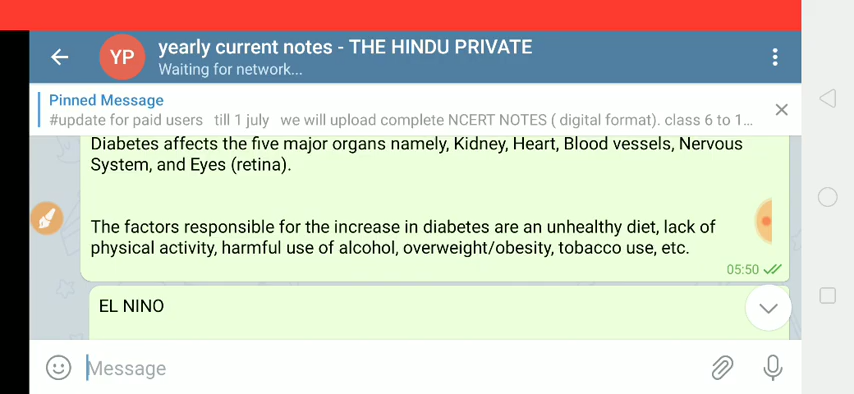 yearly current notes - THE HINDU PRIVATE
YP
Waiting for network...
Pinned Message
#update for paid users till 1 july we will upload complete NCERT NOTES ( digital format). class 6 to 1...
Diabetes affects the five major organs namely, Kidney, Heart, Blood vessels, Nervous
System, and Eyes (retina).
The factors responsible for the increase in diabetes are an unhealthy diet, lack of
physical activity, harmful use of alcohol, overweight/obesity, tobacco use, etc.
05:50
EL NINO
Message